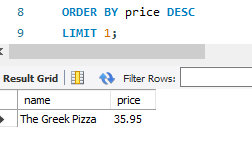 8 ORDER BY price DESC
9 LIMIT 1;
Result Grid Filter Rows:
name price
The Greek Pizza 35.95